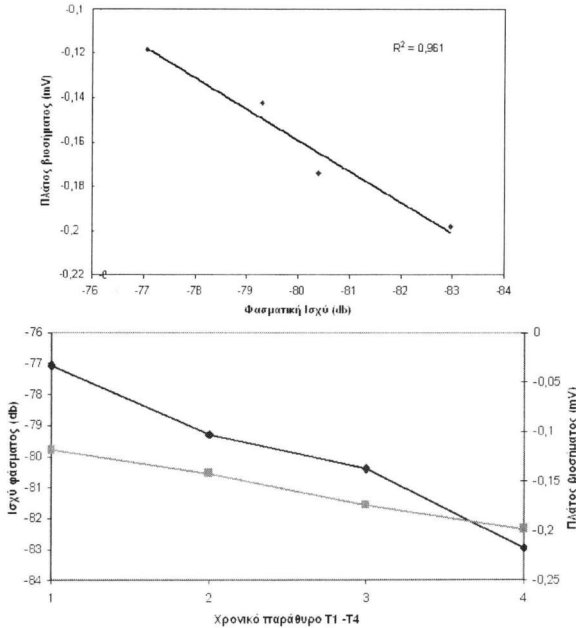 -0,1
-0,12
-0,14
-0,16
-0,18
-0,2
-0,22
Πλάτος βιοσήματος (mV)
R² = 0,961
-76 -77 -78 -79 -80 -81 -82 -83 -84
Φασματική Ισχύ (db)
-76
-77
-78
-79
-80
-81
-82
-83
-84
Ισχύ φάσματος (db)
0
-0,05
-0,1
-0,15
-0,2
-0,25
Πλάτος βιοσήματος (mV)
1 2 3 4
Χρονικό παράθυρο T1 -T4